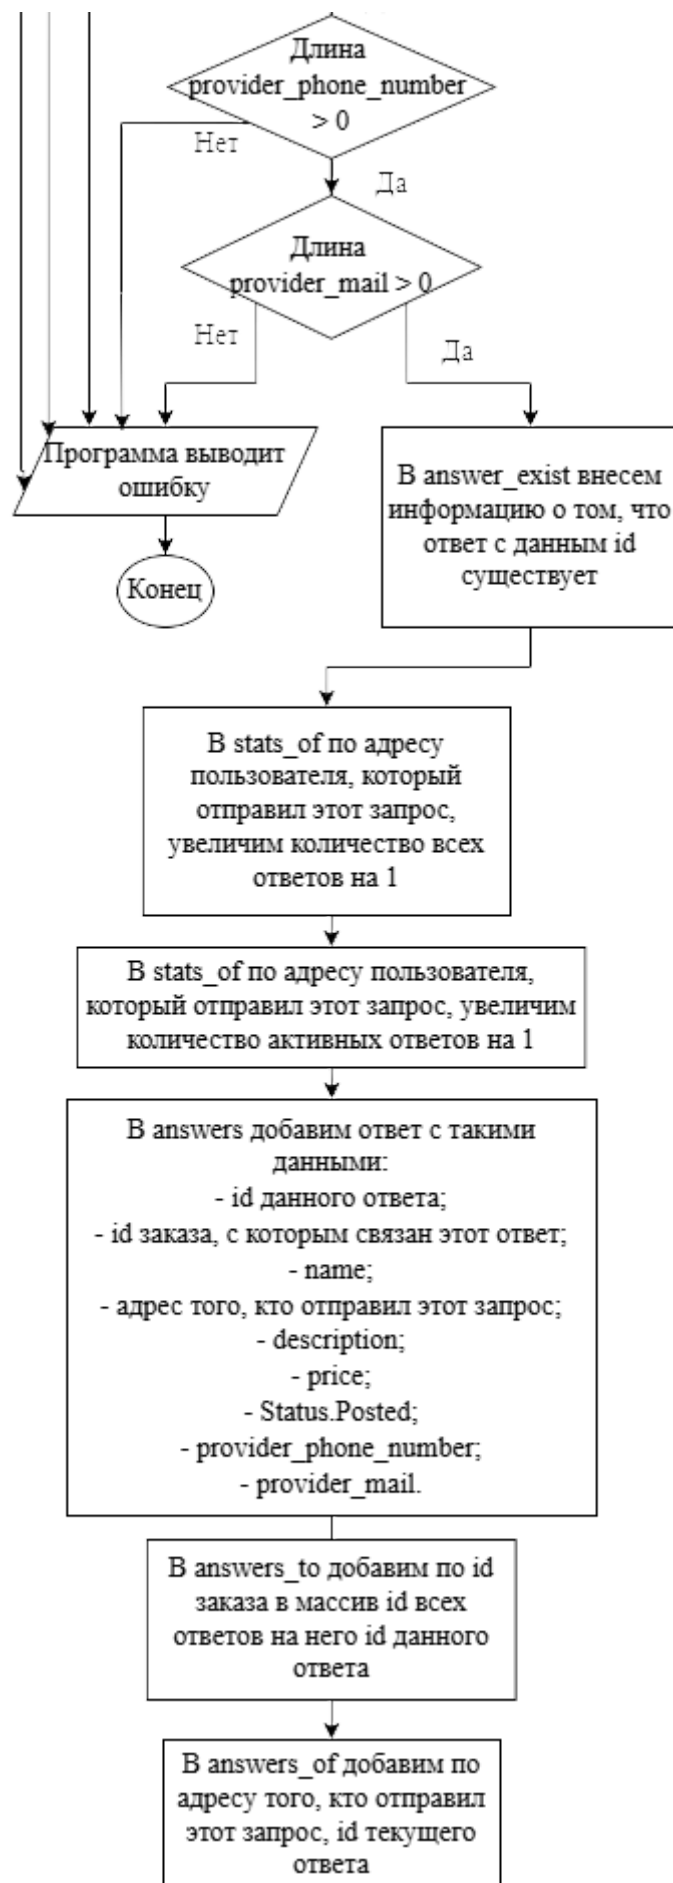 Длина
provider_phone_number
> 0
Нет
Да
Длина
provider_mail > 0
Нет
Да
Программа выводит
ошибку
Конец
В answer_exist внесем
информацию о том, что
ответ с данным id
существует
В stats_of по адресу
пользователя, который
отправил этот запрос,
увеличим количество всех
ответов на 1
В stats_of по адресу пользователя,
который отправил этот запрос, увеличим
количество активных ответов на 1
В answers добавим ответ с такими
данными:
- id данного ответа;
- id заказа, с которым связан этот ответ;
- name;
- адрес того, кто отправил этот запрос;
- description;
- price;
- Status.Posted;
- provider_phone_number;
- provider_mail.
В answers_to добавим по id
заказа в массив id всех
ответов на него id данного
ответа
В answers_of добавим по
адресу того, кто отправил
этот запрос, id текущего
ответа